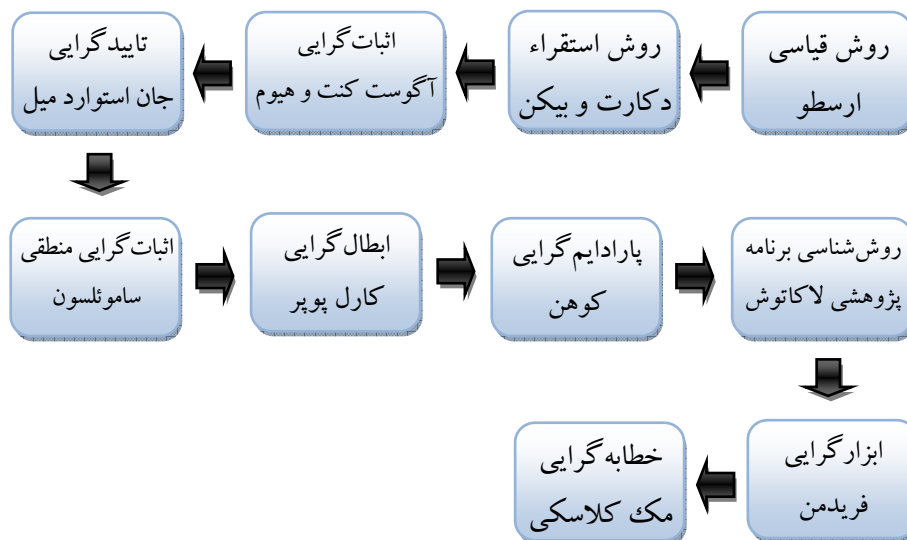 روش قیاسی
ارسطو
روش استقراء
دکارت و بیکن
اثبات‌گرایی
آگوست کنت و هیوم
تایید‌گرایی
جان استوارد میل
اثبات‌گرایی منطقی
ساموئلسون
ابطال‌گرایی
کارل پوپر
پارادایم‌گرایی
کوهن
روش‌شناسی برنامه
پژوهشی لاکاتوش
ابزار‌گرایی
فریدمن
خطابه‌گرایی
مک کلاسکی